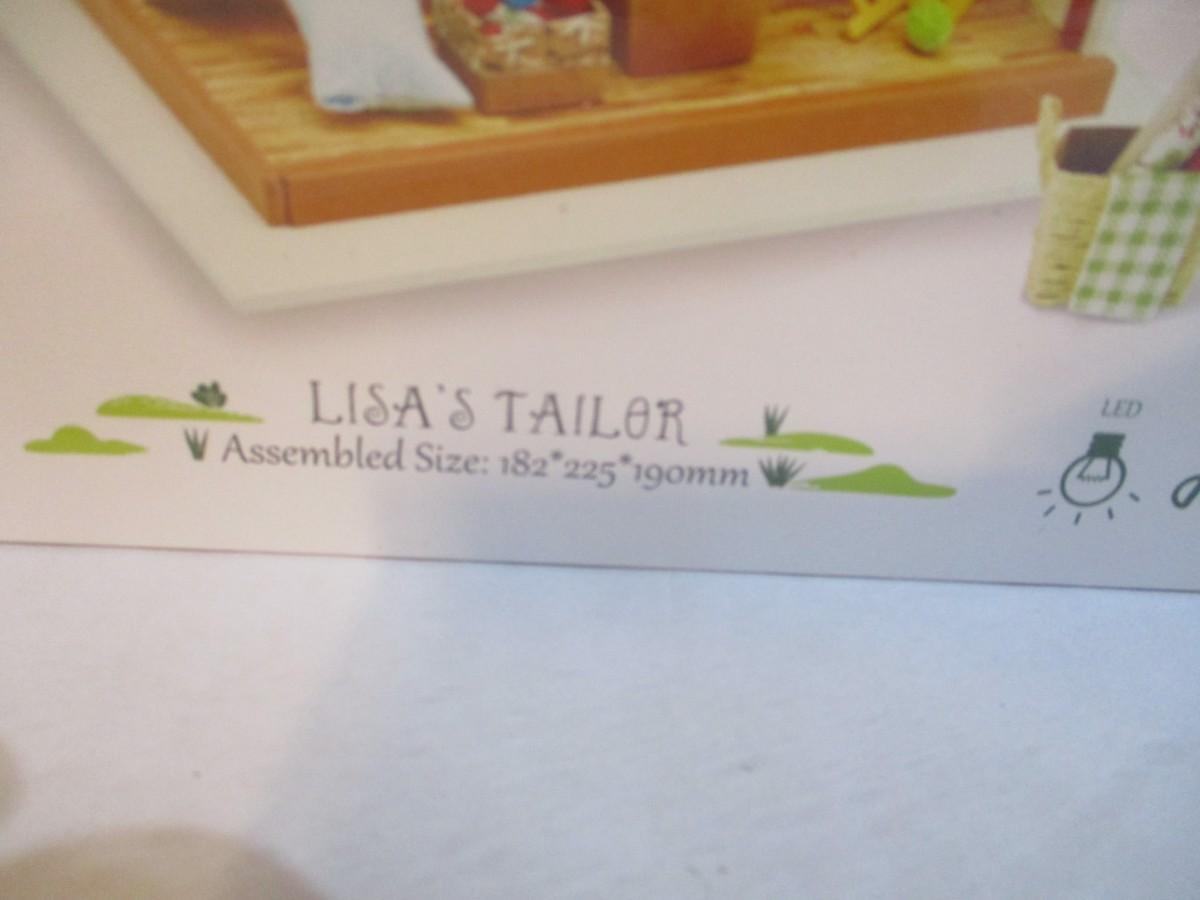 LISA'S TAILOR
Assembled Size: 182*225*190mm
LED